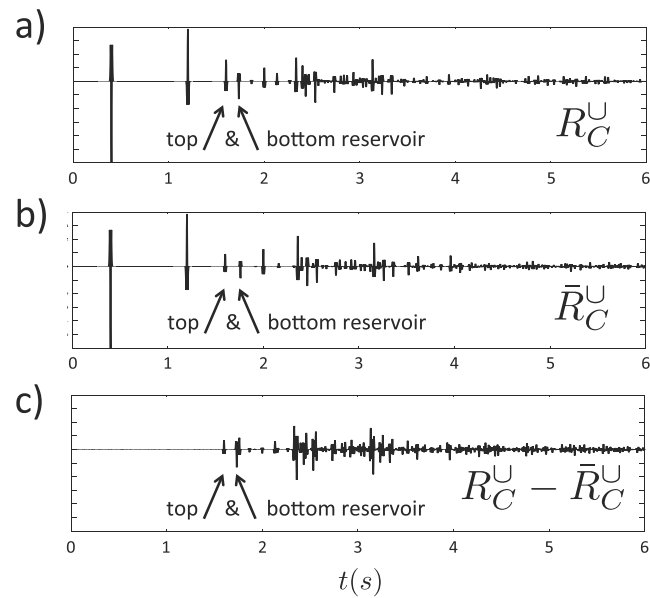 a)
top & bottom reservoir
R_C^∪
0 1 2 3 4 5 6
b)
top & bottom reservoir
R̄_C^∪
0 1 2 3 4 5 6
c)
top & bottom reservoir
R_C^∪ − R̄_C^∪
0 1 2 3 4 5 6
t(s)